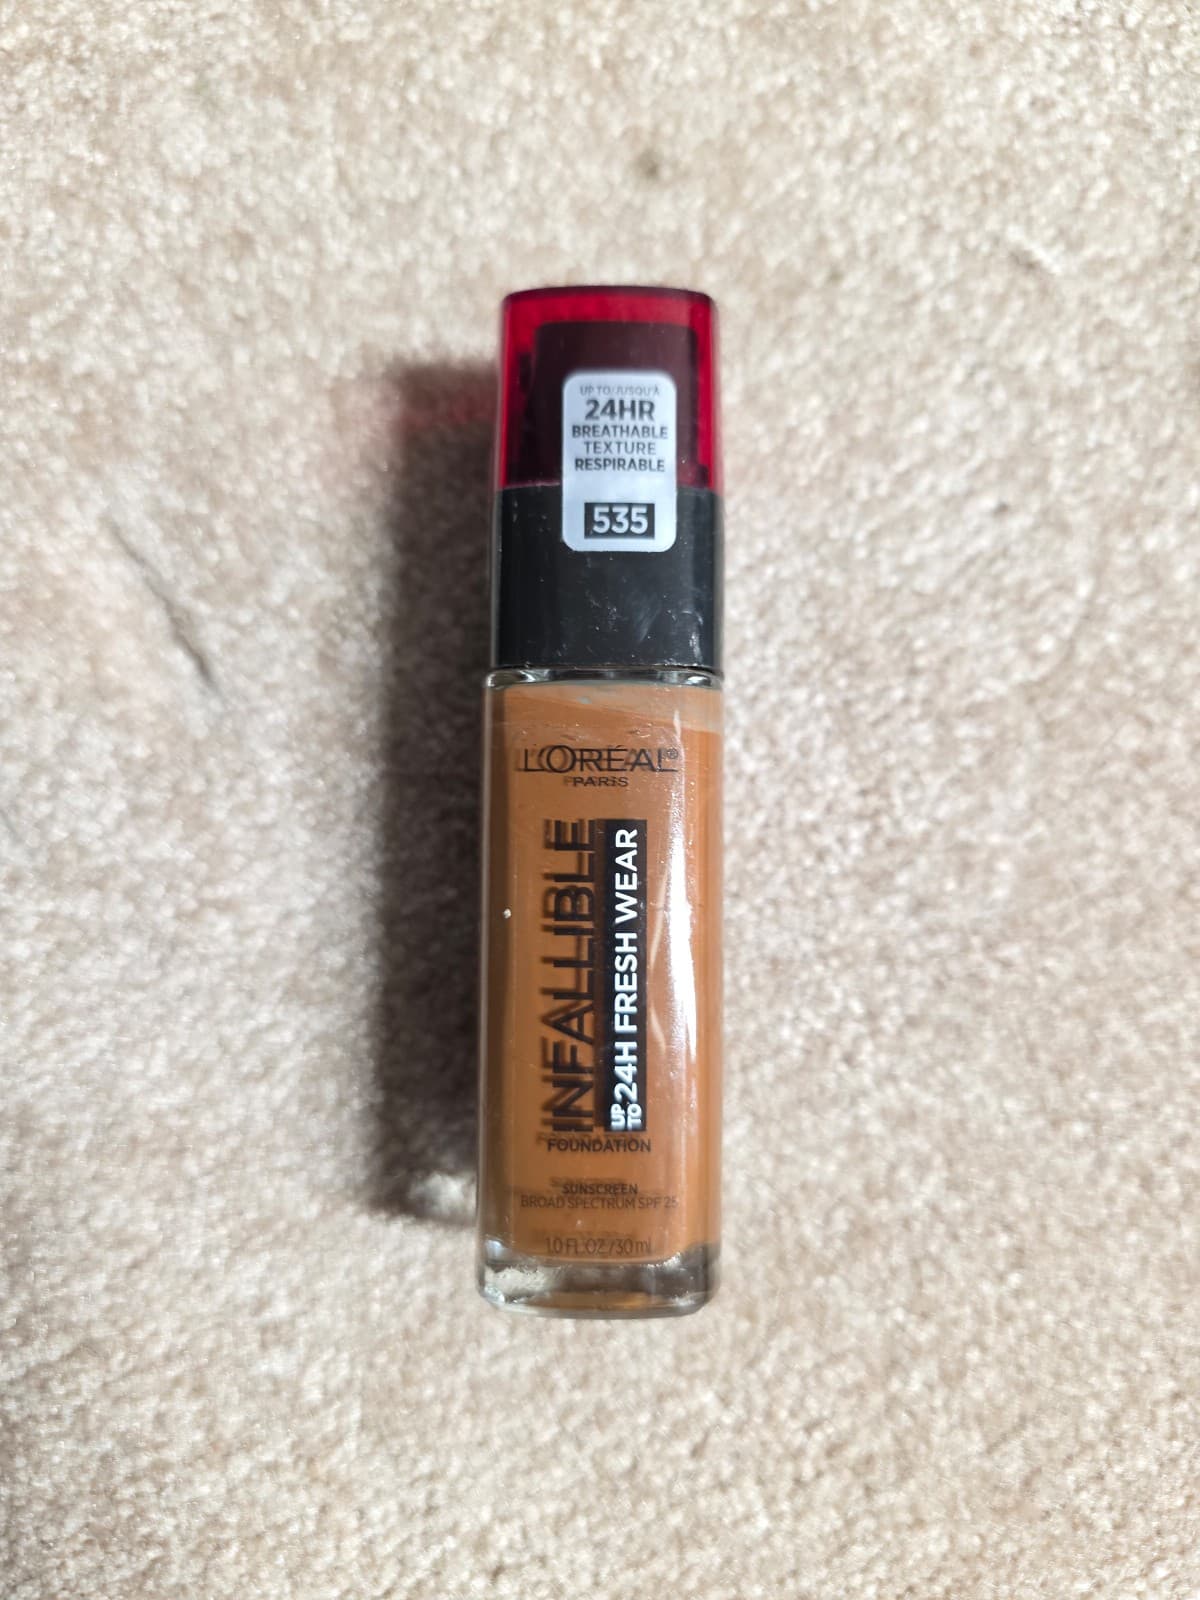 UP TO/JUSQU'À
24HR
BREATHABLE
TEXTURE
RESPIRABLE
535
L'ORÉAL®
PARIS
INFALLIBLE
UP TO 24H FRESH WEAR
FOUNDATION
SUNSCREEN
BROAD SPECTRUM SPF 25
1.0 FL.OZ/30ml